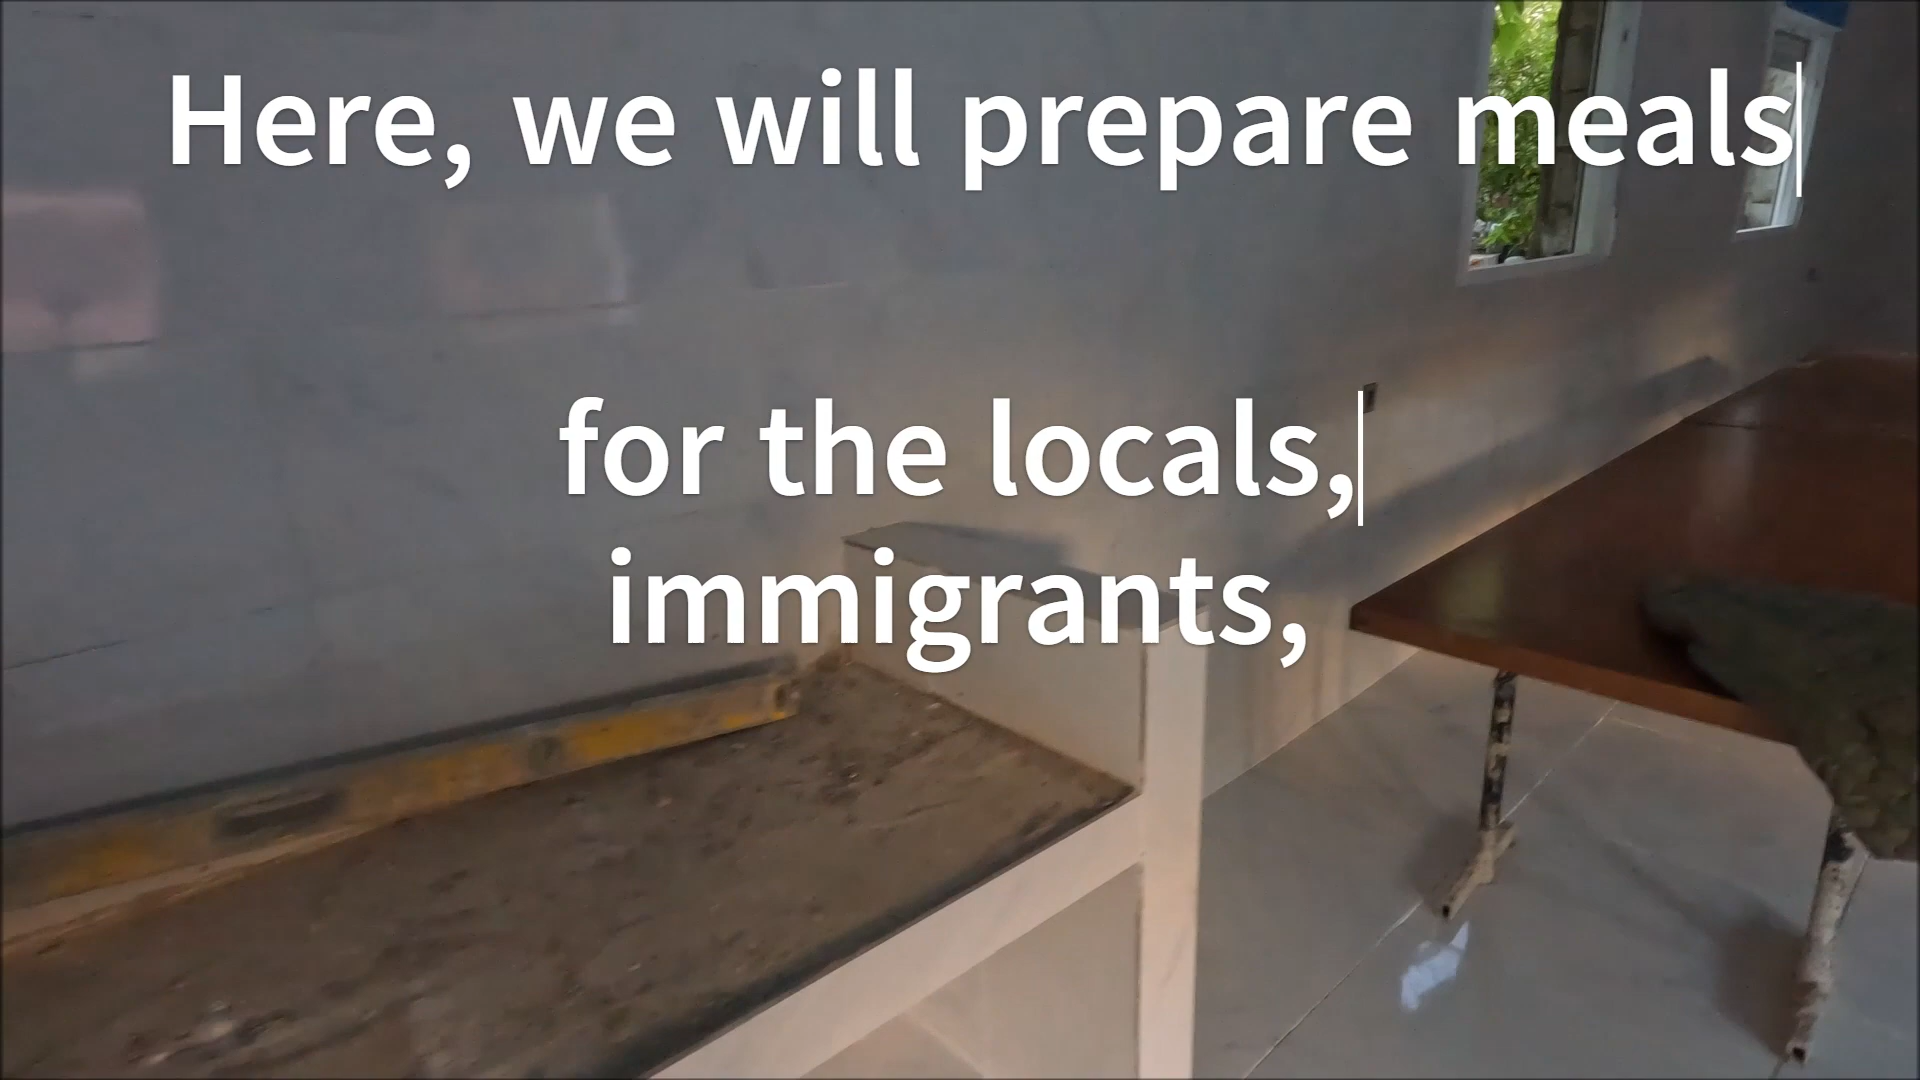 Here, we will prepare meals
for the locals,
immigrants,